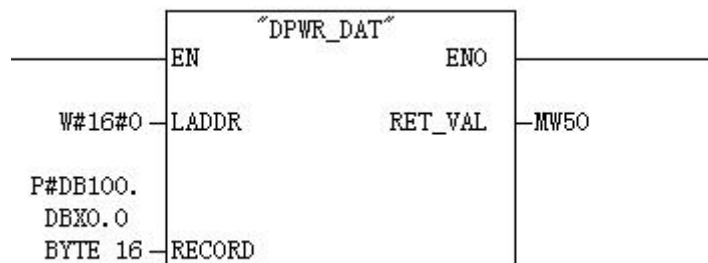 "DPWR_DAT"
EN ENO
W#16#0 LADDR RET_VAL MW50
P#DB100.
DBX0.0
BYTE 16 RECORD